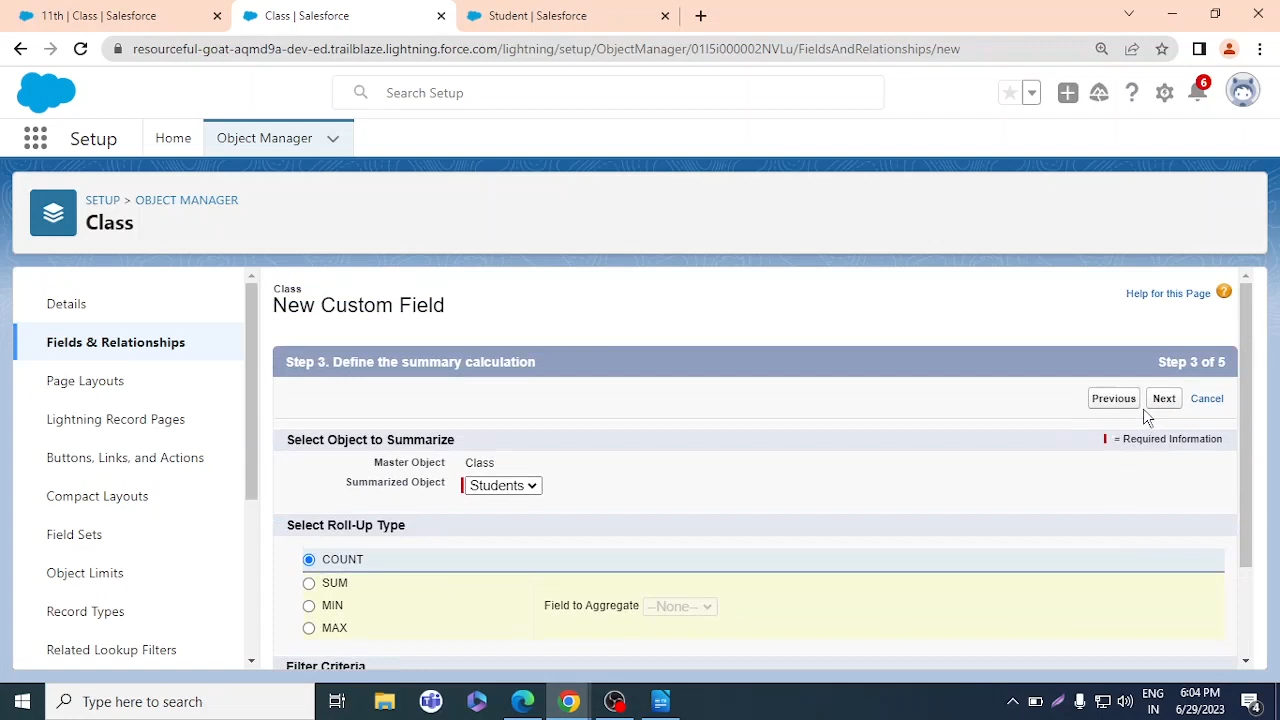 11th | Class | Salesforce
Class | Salesforce
Student | Salesforce
resourceful-goat-aqmd9a-dev-ed.trailblaze.lightning.force.com/lightning/setup/ObjectManager/01I5i000002NVLu/FieldsAndRelationships/new
Search Setup
6
Setup
Home
Object Manager
SETUP > OBJECT MANAGER
Class
Details
Fields & Relationships
Page Layouts
Lightning Record Pages
Buttons, Links, and Actions
Compact Layouts
Field Sets
Object Limits
Record Types
Related Lookup Filters
Class
New Custom Field
Help for this Page
Step 3. Define the summary calculation
Step 3 of 5
Previous
Next
Cancel
Select Object to Summarize
= Required Information
Master Object Class
Summarized Object Students
Select Roll-Up Type
COUNT
SUM
MIN
MAX
Field to Aggregate --None--
Filter Criteria
Type here to search
ENG
IN
6:04 PM
6/29/2023
4